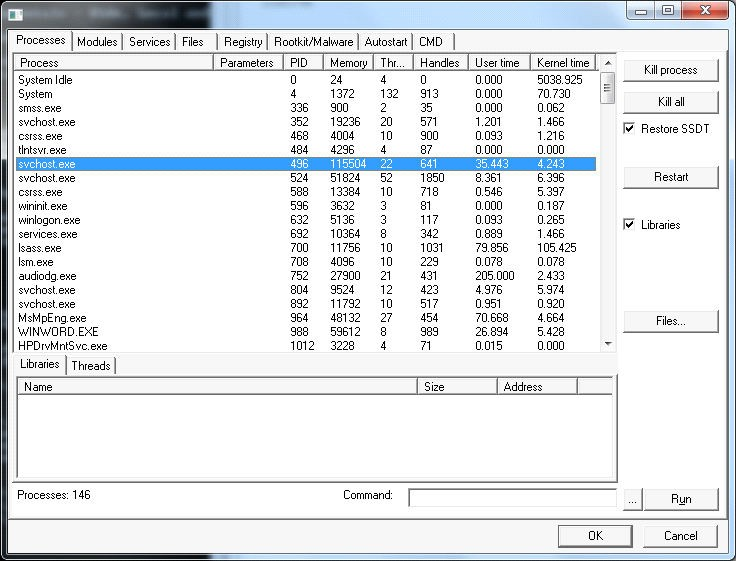 Processes Modules Services Files Registry Rootkit/Malware Autostart CMD
Process Parameters PID Memory Thr... Handles User time Kernel time
System Idle 0 24 4 0 0.000 5038.925
System 4 1372 132 913 0.000 70.730
smss.exe 336 900 2 35 0.000 0.062
svchost.exe 352 19236 20 571 1.201 1.466
csrss.exe 468 4004 10 900 0.093 1.216
tlntsvr.exe 484 4296 4 87 0.000 0.000
svchost.exe 496 115504 22 641 35.443 4.243
svchost.exe 524 51824 52 1850 8.361 6.396
csrss.exe 588 13384 10 718 0.546 5.397
wininit.exe 596 3632 3 81 0.000 0.187
winlogon.exe 632 5136 3 117 0.093 0.265
services.exe 692 10364 8 342 0.889 1.466
lsass.exe 700 11756 10 1031 79.856 105.425
lsm.exe 708 4096 10 229 0.078 0.078
audiodg.exe 752 27900 21 431 205.000 2.433
svchost.exe 804 9524 12 423 4.976 5.974
svchost.exe 892 11792 10 517 0.951 0.920
MsMpEng.exe 964 48132 27 454 70.668 4.664
WINWORD.EXE 988 59612 8 989 26.894 5.428
HPDrvMntSvc.exe 1012 3228 4 71 0.015 0.000
Kill process
Kill all
Restore SSDT
Restart
Libraries
Files...
Libraries Threads
Name Size Address
Processes: 146 Command: ... Run
OK Cancel